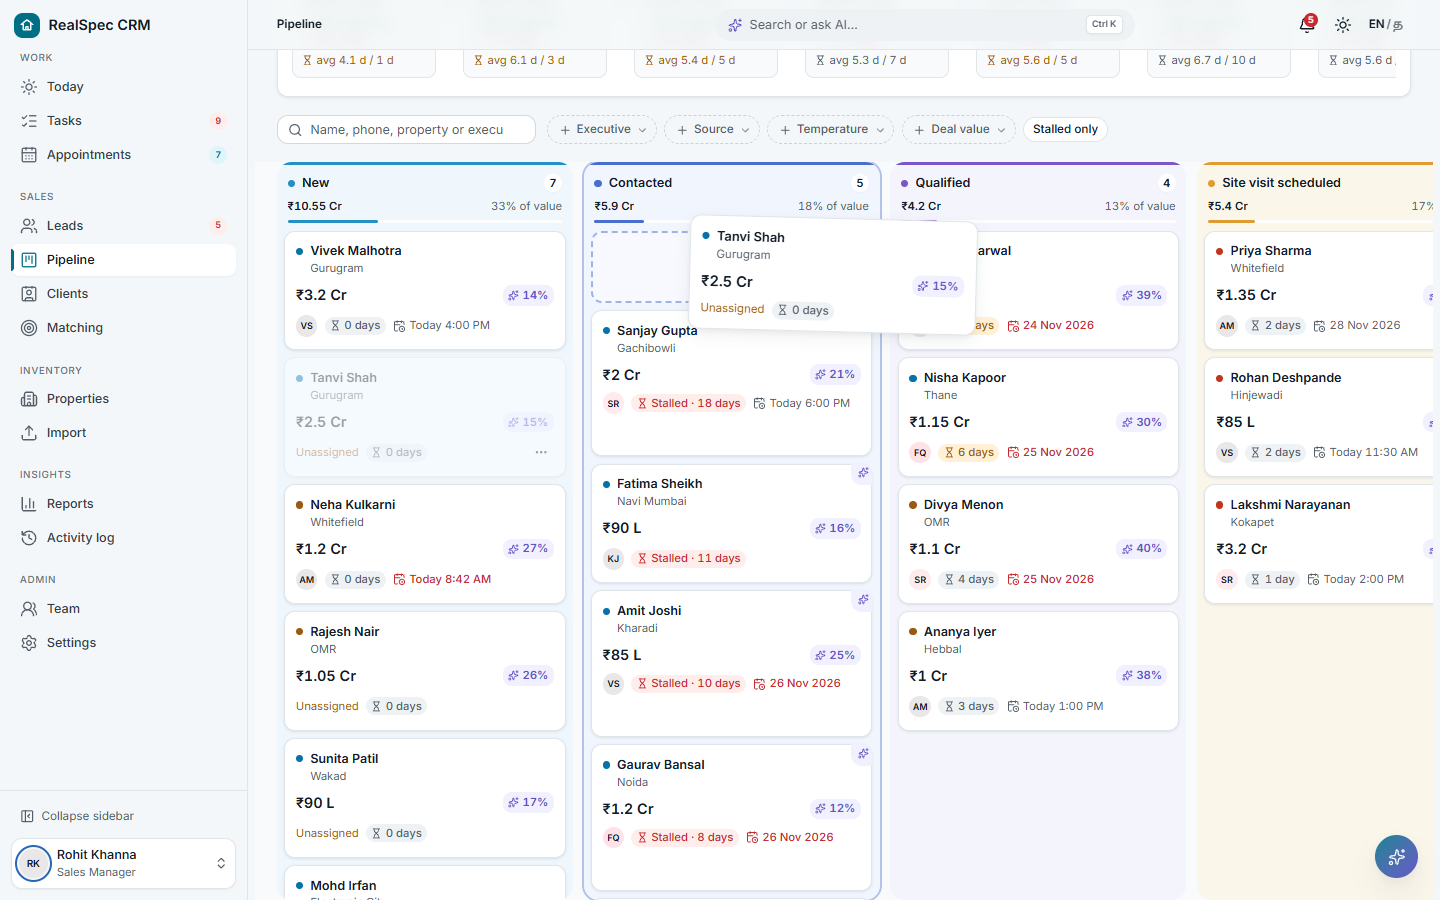 RealSpec CRM
WORK
Today
Tasks 9
Appointments 7
SALES
Leads 5
Pipeline
Clients
Matching
INVENTORY
Properties
Import
INSIGHTS
Reports
Activity log
ADMIN
Team
Settings
Collapse sidebar
RK Rohit Khanna
Sales Manager
Pipeline
Search or ask AI... Ctrl K
5
EN / த
avg 4.1 d / 1 d
avg 6.1 d / 3 d
avg 5.4 d / 5 d
avg 5.3 d / 7 d
avg 5.6 d / 5 d
avg 6.7 d / 10 d
avg 5.6 d
Name, phone, property or execu
Executive
Source
Temperature
Deal value
Stalled only
New 7
₹10.55 Cr 33% of value
Vivek Malhotra
Gurugram
₹3.2 Cr 14%
VS 0 days Today 4:00 PM
Tanvi Shah
Gurugram
₹2.5 Cr 15%
Unassigned 0 days
Neha Kulkarni
Whitefield
₹1.2 Cr 27%
AM 0 days Today 8:42 AM
Rajesh Nair
OMR
₹1.05 Cr 26%
Unassigned 0 days
Sunita Patil
Wakad
₹90 L 17%
Unassigned 0 days
Mohd Irfan
Contacted 5
₹5.9 Cr 18% of value
Tanvi Shah
Gurugram
₹2.5 Cr 15%
Unassigned 0 days
Sanjay Gupta
Gachibowli
₹2 Cr 21%
SR Stalled · 18 days Today 6:00 PM
Fatima Sheikh
Navi Mumbai
₹90 L 16%
KJ Stalled · 11 days
Amit Joshi
Kharadi
₹85 L 25%
VS Stalled · 10 days 26 Nov 2026
Gaurav Bansal
Noida
₹1.2 Cr 12%
FQ Stalled · 8 days 26 Nov 2026
Qualified 4
₹4.2 Cr 13% of value
arwal
39%
ays 24 Nov 2026
Nisha Kapoor
Thane
₹1.15 Cr 30%
FQ 6 days 25 Nov 2026
Divya Menon
OMR
₹1.1 Cr 40%
SR 4 days 25 Nov 2026
Ananya Iyer
Hebbal
₹1 Cr 38%
AM 3 days Today 1:00 PM
Site visit scheduled
₹5.4 Cr 17%
Priya Sharma
Whitefield
₹1.35 Cr
AM 2 days 28 Nov 2026
Rohan Deshpande
Hinjewadi
₹85 L
VS 2 days Today 11:30 AM
Lakshmi Narayanan
Kokapet
₹3.2 Cr
SR 1 day Today 2:00 PM